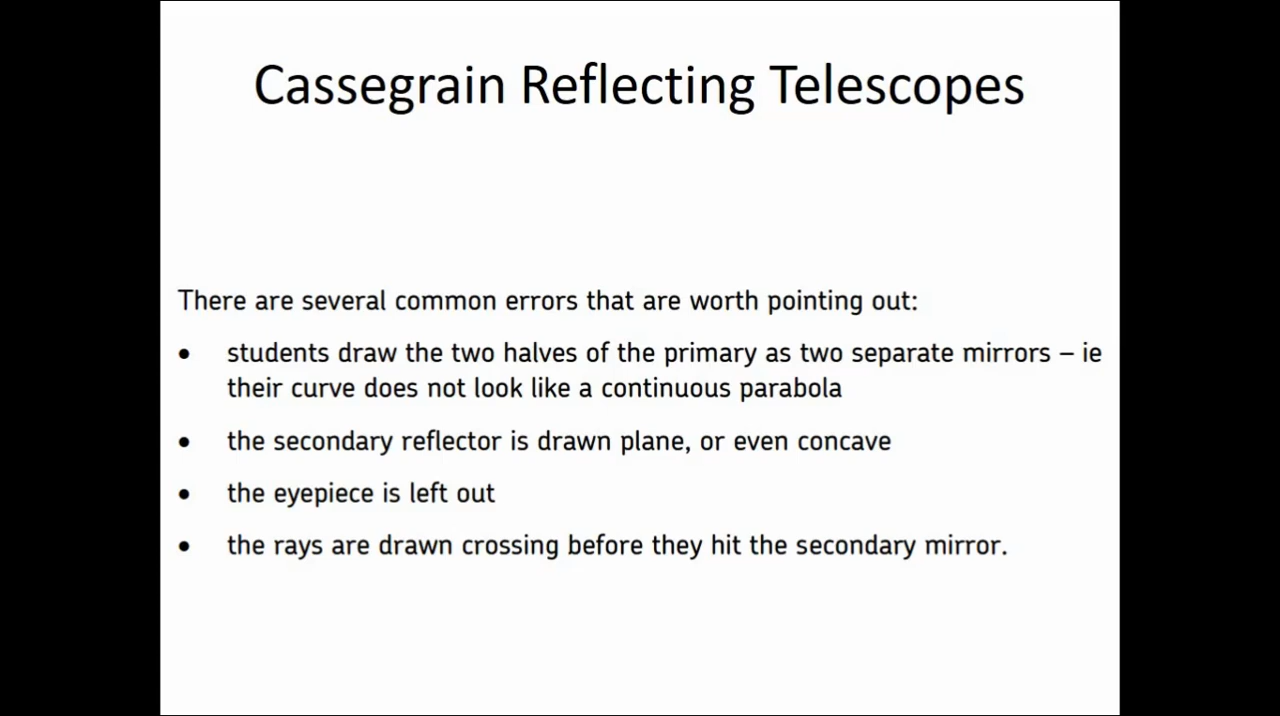 Cassegrain Reflecting Telescopes
There are several common errors that are worth pointing out:
• students draw the two halves of the primary as two separate mirrors – ie
their curve does not look like a continuous parabola
• the secondary reflector is drawn plane, or even concave
• the eyepiece is left out
• the rays are drawn crossing before they hit the secondary mirror.